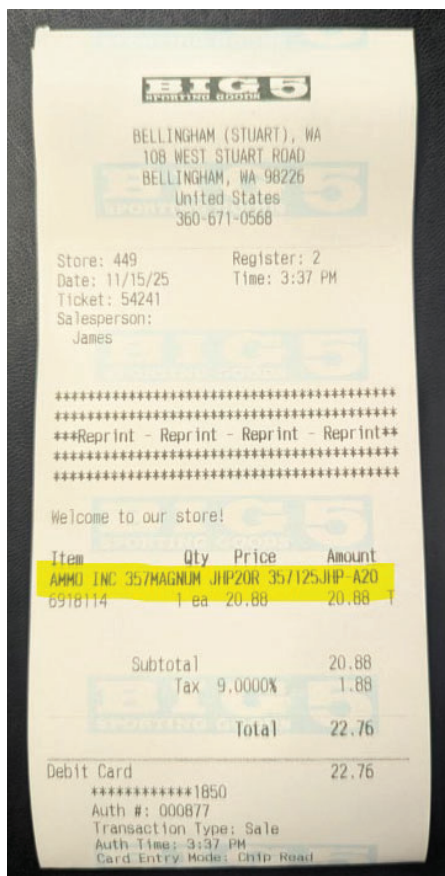 BIG 5
SPORTING GOODS
BELLINGHAM (STUART), WA
108 WEST STUART ROAD
BELLINGHAM, WA 98226
United States
360-671-0568
Store: 449 Register: 2
Date: 11/15/25 Time: 3:37 PM
Ticket: 54241
Salesperson:
James
******************************************
******************************************
***Reprint - Reprint - Reprint - Reprint**
******************************************
******************************************
Welcome to our store!
Item Qty Price Amount
AMMO INC 357MAGNUM JHP20R 357125JHP-A20
6918114 1 ea 20.88 20.88 T
Subtotal 20.88
Tax 9.0000% 1.88
Total 22.76
Debit Card 22.76
************1850
Auth #: 000877
Transaction Type: Sale
Auth Time: 3:37 PM
Card Entry Mode: Chip Read